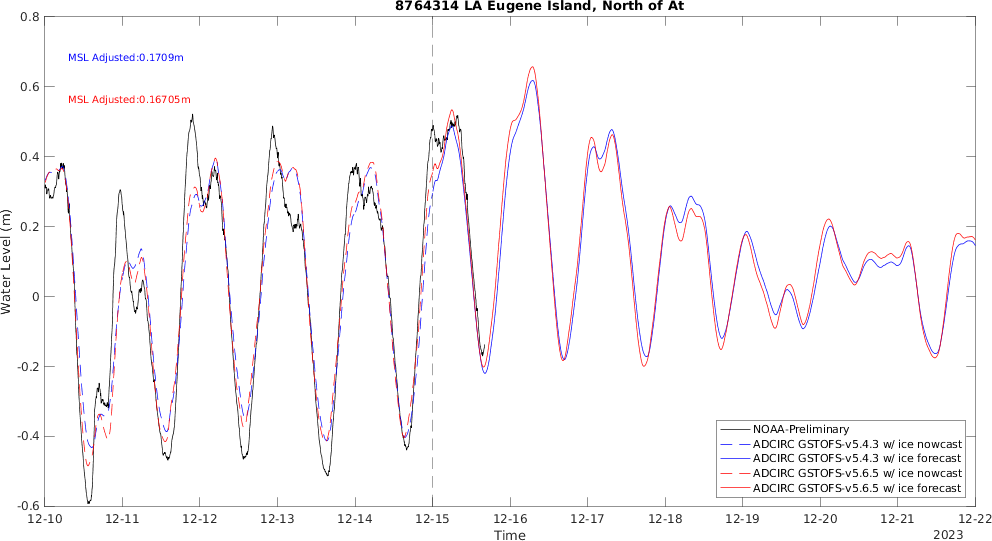 8764314 LA Eugene Island, North of At
MSL Adjusted:0.1709m
MSL Adjusted:0.16705m
Water Level (m)
0.8
0.6
0.4
0.2
0
-0.2
-0.4
-0.6
NOAA-Preliminary
ADCIRC GSTOFS-v5.4.3 w/ ice nowcast
ADCIRC GSTOFS-v5.4.3 w/ ice forecast
ADCIRC GSTOFS-v5.6.5 w/ ice nowcast
ADCIRC GSTOFS-v5.6.5 w/ ice forecast
12-10 12-11 12-12 12-13 12-14 12-15 12-16 12-17 12-18 12-19 12-20 12-21 12-22
Time
2023